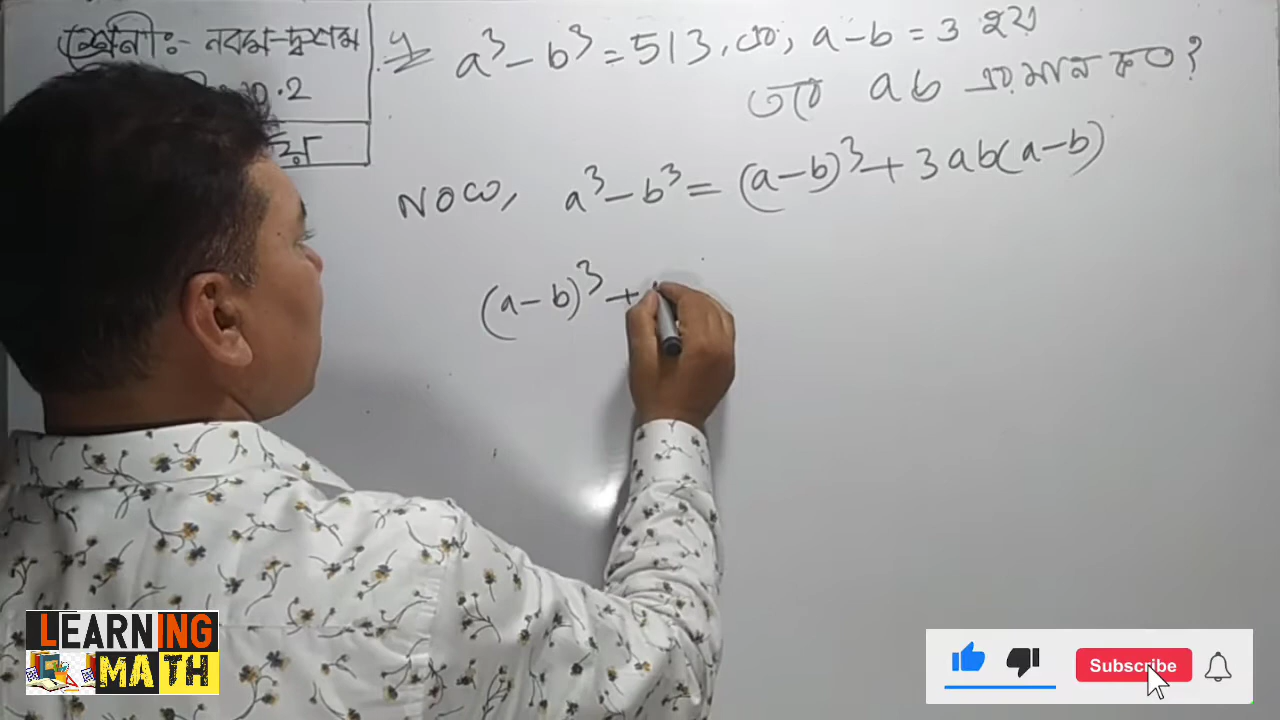 শ্রেনীঃ- নবম-দশম
.2
y a³ - b³ = 513, এবং, a-b = 3 হয়
তবে ab এর মান কত?
Now, a³ - b³ = (a-b)³ + 3ab(a-b)
(a-b)³ +
LEARNING
MATH
Subscribe